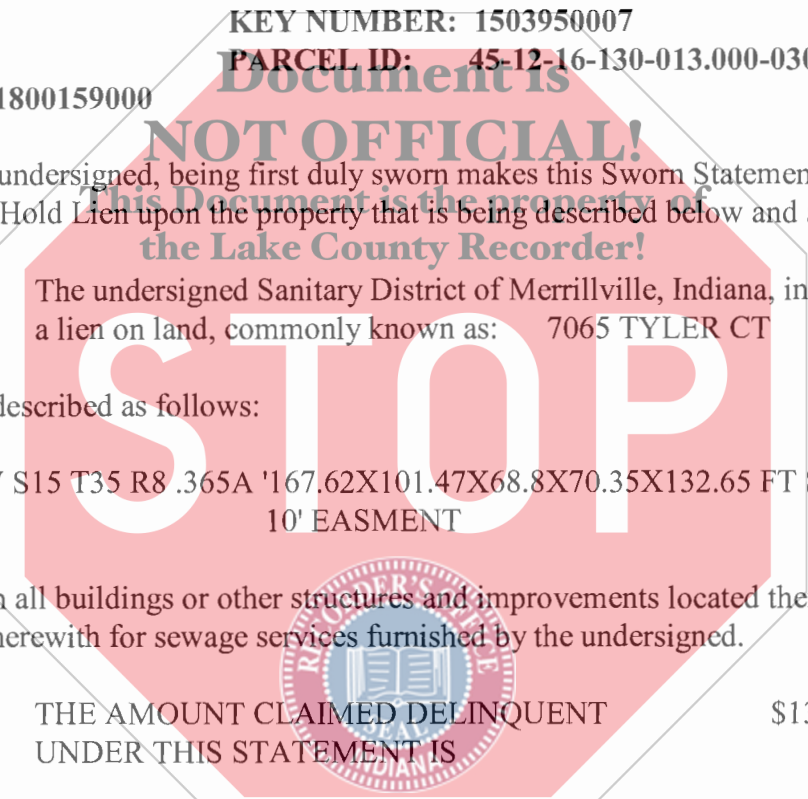 KEY NUMBER: 1503950007
PARCEL ID: 45-12-16-130-013.000-030
Document is
1800159000
NOT OFFICIAL!
undersigned, being first duly sworn makes this Sworn Statemen
This Document is the property of
Hold Lien upon the property that is being described below and
the Lake County Recorder!
The undersigned Sanitary District of Merrillville, Indiana, in
a lien on land, commonly known as: 7065 TYLER CT
STOP
described as follows:
S15 T35 R8 .365A '167.62X101.47X68.8X70.35X132.65 FT
10' EASMENT
all buildings or other structures and improvements located the
herewith for sewage services furnished by the undersigned.
RECORDER'S OFFICE
SEAL
INDIANA
THE AMOUNT CLAIMED DELINQUENT $13
UNDER THIS STATEMENT IS